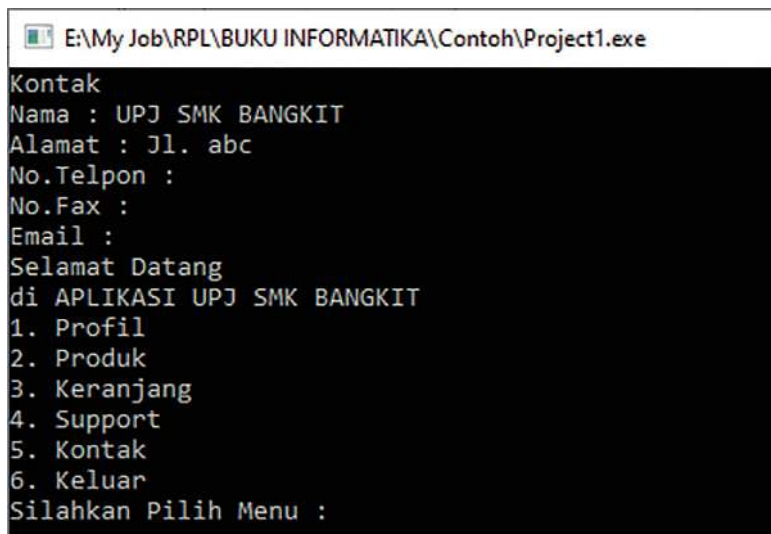 E:\My Job\RPL\BUKU INFORMATIKA\Contoh\Project1.exe
Kontak
Nama : UPJ SMK BANGKIT
Alamat : Jl. abc
No.Telpon :
No.Fax :
Email :
Selamat Datang
di APLIKASI UPJ SMK BANGKIT
1. Profil
2. Produk
3. Keranjang
4. Support
5. Kontak
6. Keluar
Silahkan Pilih Menu :